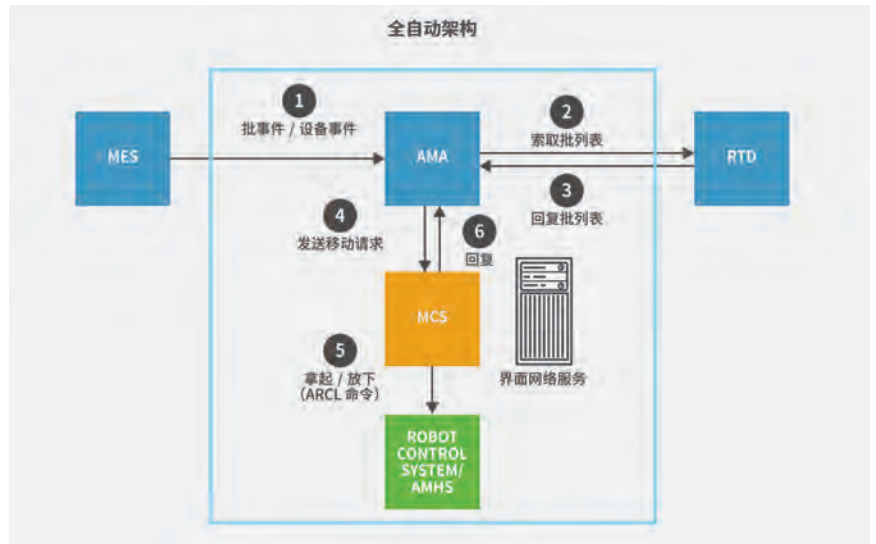 全自动架构
1
批事件 / 设备事件
2
索取批列表
MES
AMA
RTD
3
回复批列表
4
发送移动请求
6
回复
MCS
5
拿起 / 放下
（ARCL 命令）
界面网络服务
ROBOT
CONTROL
SYSTEM/
AMHS